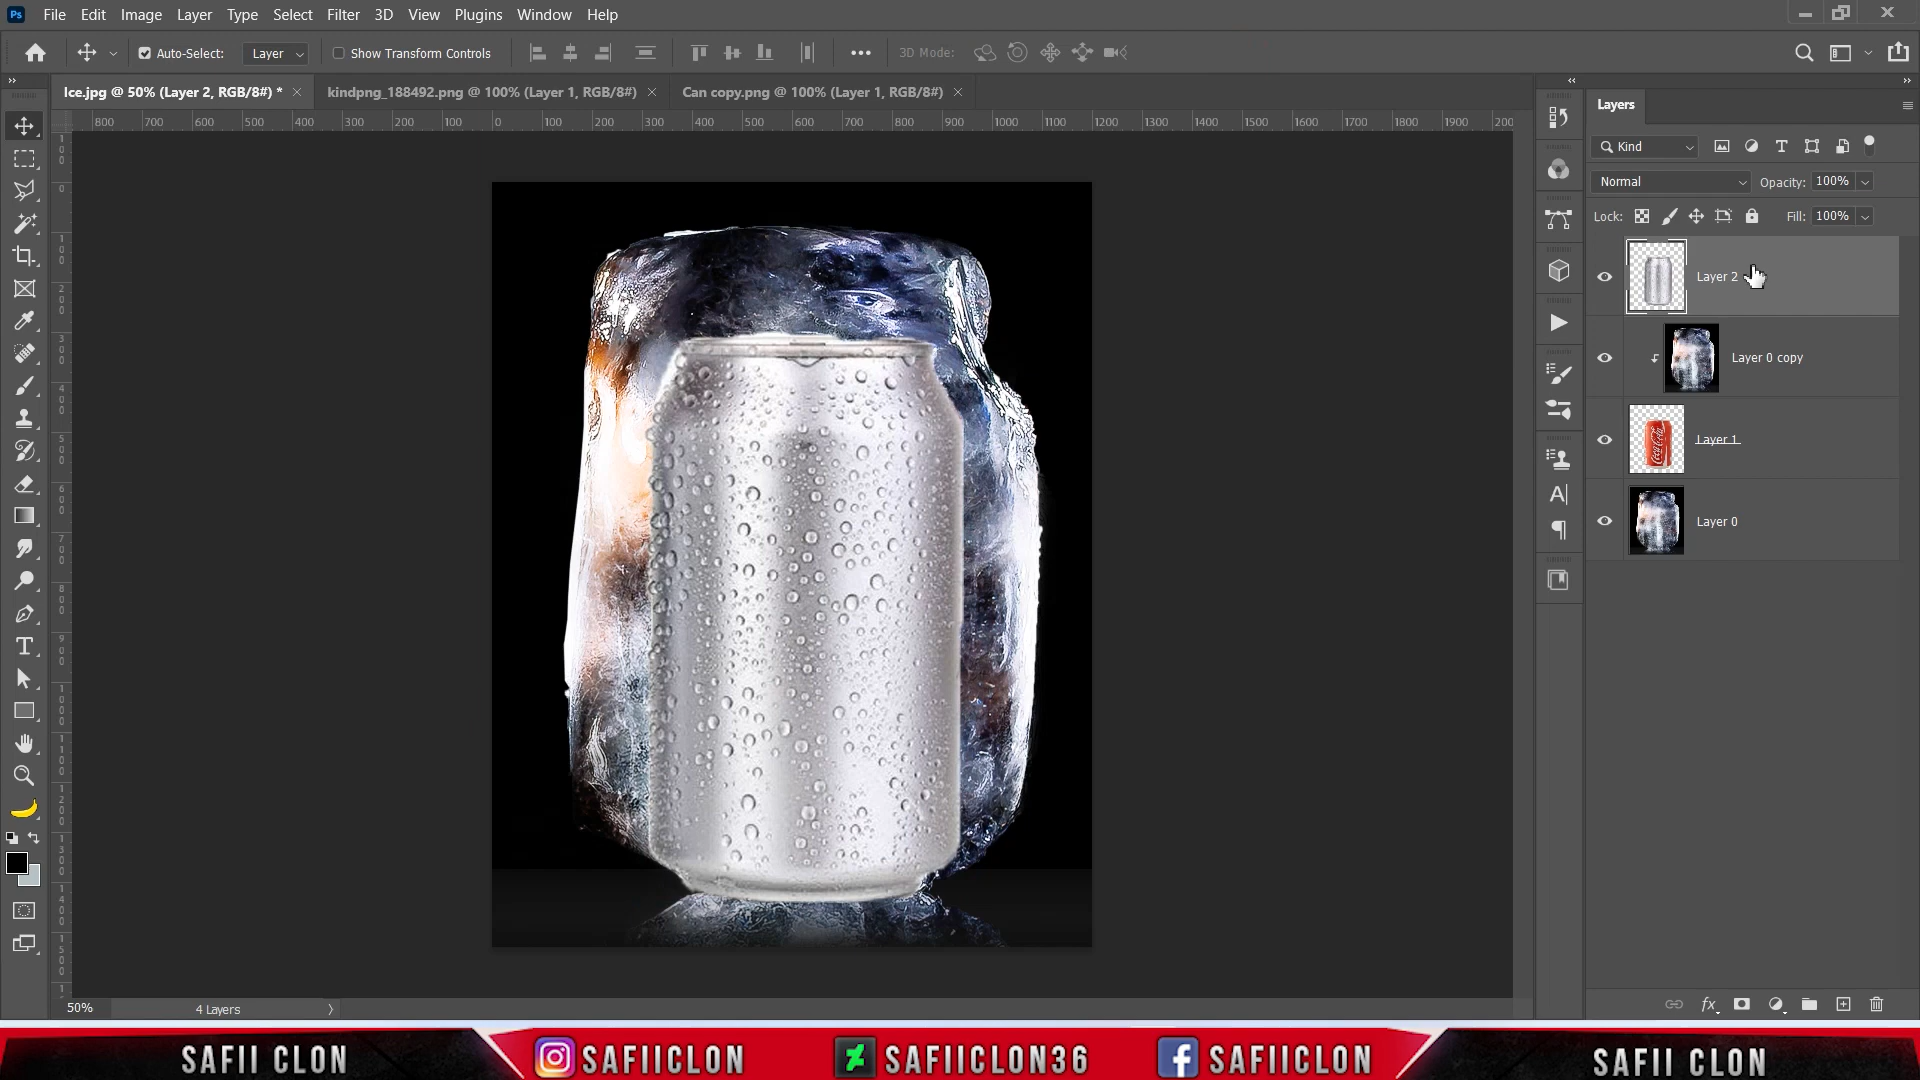 Ps File Edit Image Layer Type Select Filter 3D View Plugins Window Help
Auto-Select: Layer Show Transform Controls 3D Mode:
Ice.jpg @ 50% (Layer 2, RGB/8#) * kindpng_188492.png @ 100% (Layer 1, RGB/8#) Can copy.png @ 100% (Layer 1, RGB/8#)
800 700 600 500 400 300 200 100 0 100 200 300 400 500 600 700 800 900 1000 1100 1200 1300 1400 1500 1600 1700 1800 1900 200
Layers
Kind
Normal Opacity: 100%
Lock: Fill: 100%
Layer 2
Layer 0 copy
Layer 1
Layer 0
50% 4 Layers
SAFII CLON SAFIICLON SAFIICLON36 SAFIICLON SAFII CLON